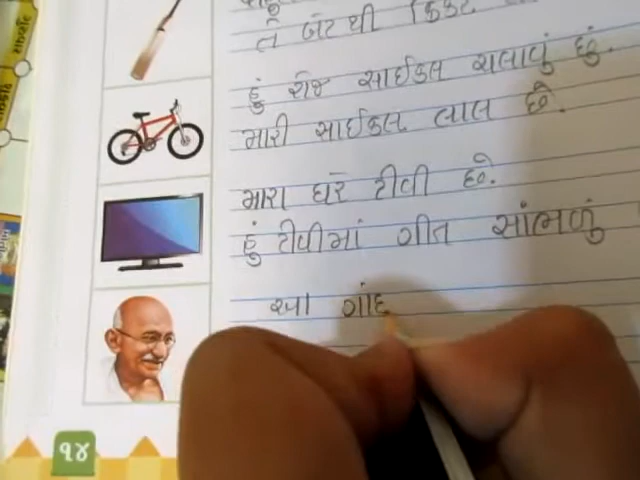 તે બેટ થી ક્રિકેટ
હું રોજ સાઈકલ ચલાવું છું.
મારી સાઈકલ લાલ છે.
મારા ઘરે ટીવી છે.
હું ટીવીમાં ગીત સાંભળું
આ ગાંદ
૧૪